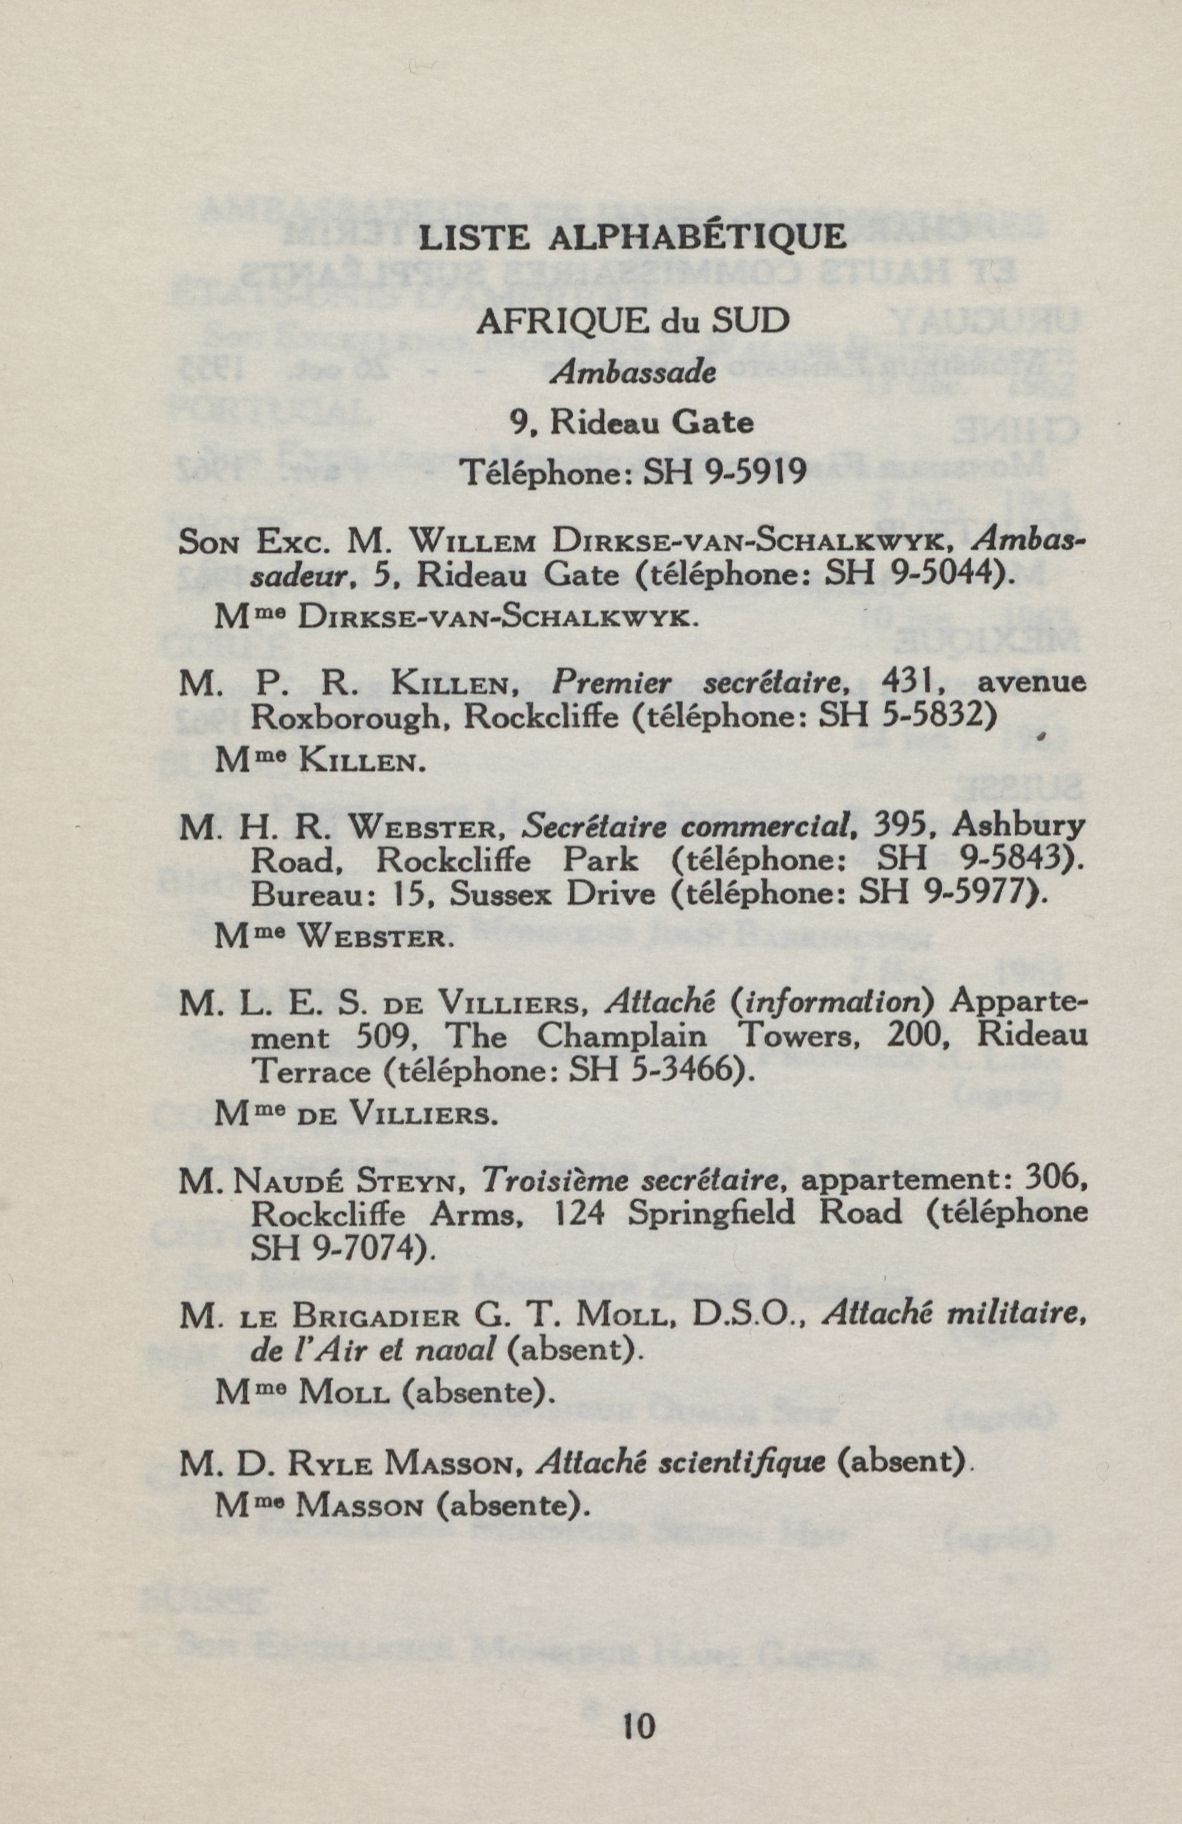 LISTE ALPHABÉTIQUE
AFRIQUE du SUD
Ambassade
9, Rideau Gate
Téléphone: SH 9-5919
SON EXC. M. WILLEM DIRKSE-VAN-SCHALKWYK, Ambas-
sadeur, 5, Rideau Gate (téléphone: SH 9-5044).
Mme DIRKSE-VAN-SCHALKWYK.
M. P. R. KILLEN, Premier secrétaire, 431, avenue
Roxborough, Rockcliffe (téléphone: SH 5-5832)
Mme KILLEN.
M. H. R. WEBSTER, Secrétaire commercial, 395, Ashbury
Road, Rockcliffe Park (téléphone: SH 9-5843).
Bureau: 15, Sussex Drive (téléphone: SH 9-5977).
Mme WEBSTER.
M. L. E. S. DE VILLIERS, Attaché (information) Apparte-
ment 509, The Champlain Towers, 200, Rideau
Terrace (téléphone: SH 5-3466).
Mme DE VILLIERS.
M. NAUDÉ STEYN, Troisième secrétaire, appartement: 306,
Rockcliffe Arms, 124 Springfield Road (téléphone
SH 9-7074).
M. LE BRIGADIER G. T. MOLL, D.S.O., Attaché militaire,
de l'Air et naval (absent).
Mme MOLL (absente).
M. D. RYLE MASSON, Attaché scientifique (absent).
Mme MASSON (absente).
10